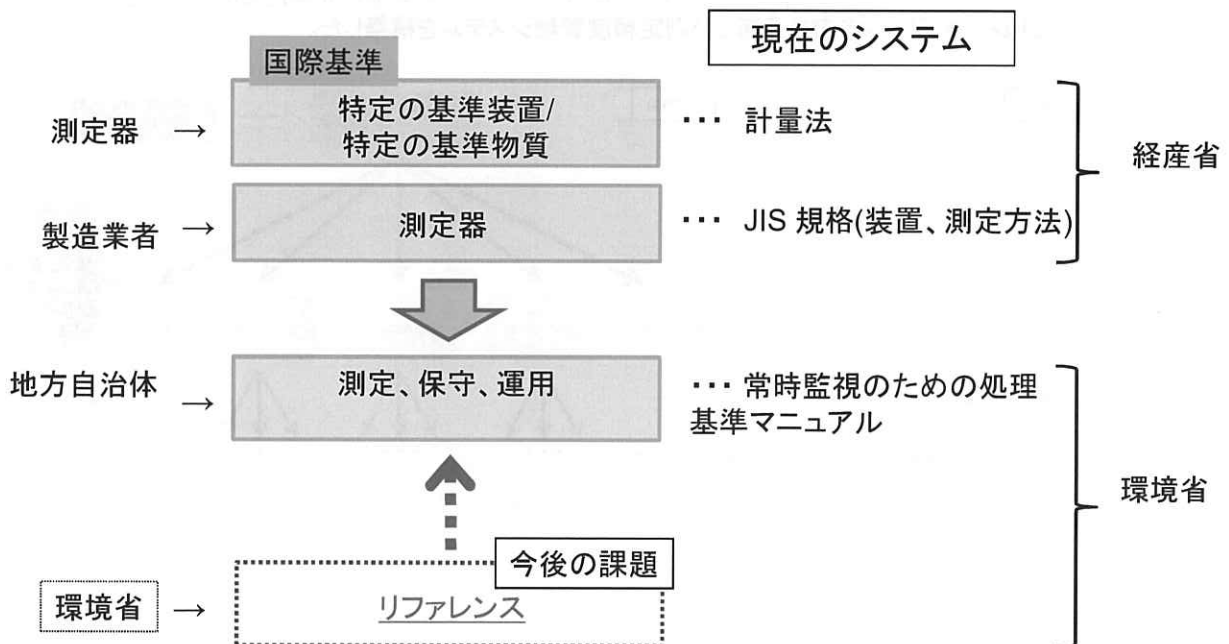 現在のシステム
国際基準
測定器 →
特定の基準装置/
特定の基準物質
・・・ 計量法
経産省
製造業者 →
測定器
・・・ JIS 規格(装置、測定方法)
地方自治体 →
測定、保守、運用
・・・ 常時監視のための処理
基準マニュアル
環境省
今後の課題
環境省 →
リファレンス